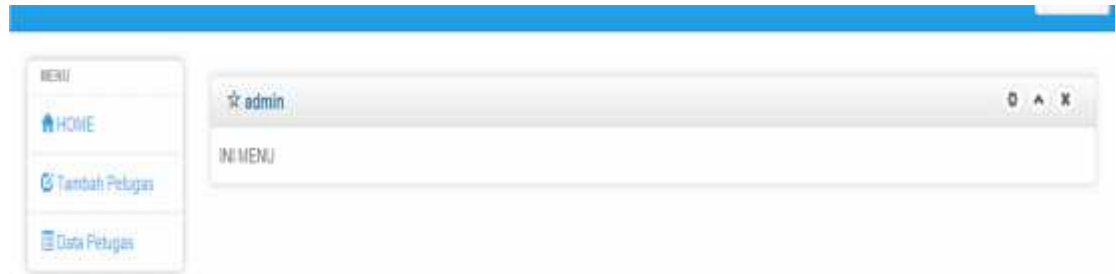 MENU
HOME
Tambah Petugas
Data Petugas
admin
INI MENU